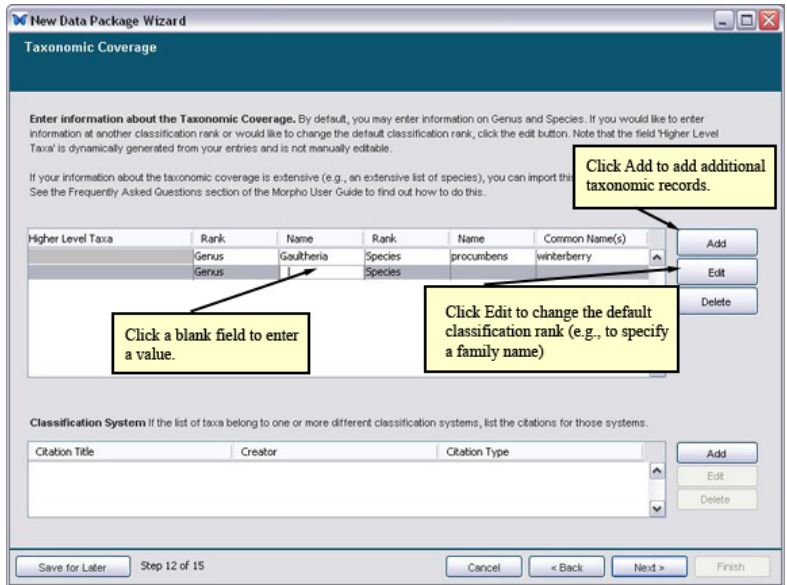 New Data Package Wizard
Taxonomic Coverage
Enter information about the Taxonomic Coverage. By default, you may enter information on Genus and Species. If you would like to enter
information at another classification rank or would like to change the default classification rank, click the edit button. Note that the field 'Higher Level
Taxa' is dynamically generated from your entries and is not manually editable.
If your information about the taxonomic coverage is extensive (e.g., an extensive list of species), you can import this
See the Frequently Asked Questions section of the Morpho User Guide to find out how to do this.
Click Add to add additional
taxonomic records.
Higher Level Taxa Rank Name Rank Name Common Name(s)
Genus Gaultheria Species procumbens winterberry
Genus Species
Add
Edit
Delete
Click a blank field to enter
a value.
Click Edit to change the default
classification rank (e.g., to specify
a family name)
Classification System If the list of taxa belong to one or more different classification systems, list the citations for those systems.
Citation Title Creator Citation Type
Add
Edit
Delete
Save for Later Step 12 of 15 Cancel < Back Next > Finish